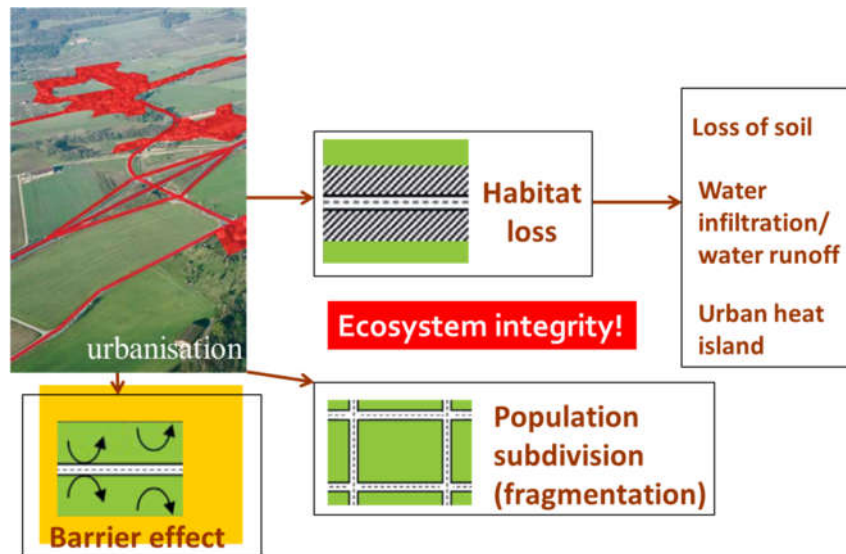 urbanisation
Habitat
loss
Loss of soil
Water
infiltration/
water runoff
Urban heat
island
Ecosystem integrity!
Barrier effect
Population
subdivision
(fragmentation)